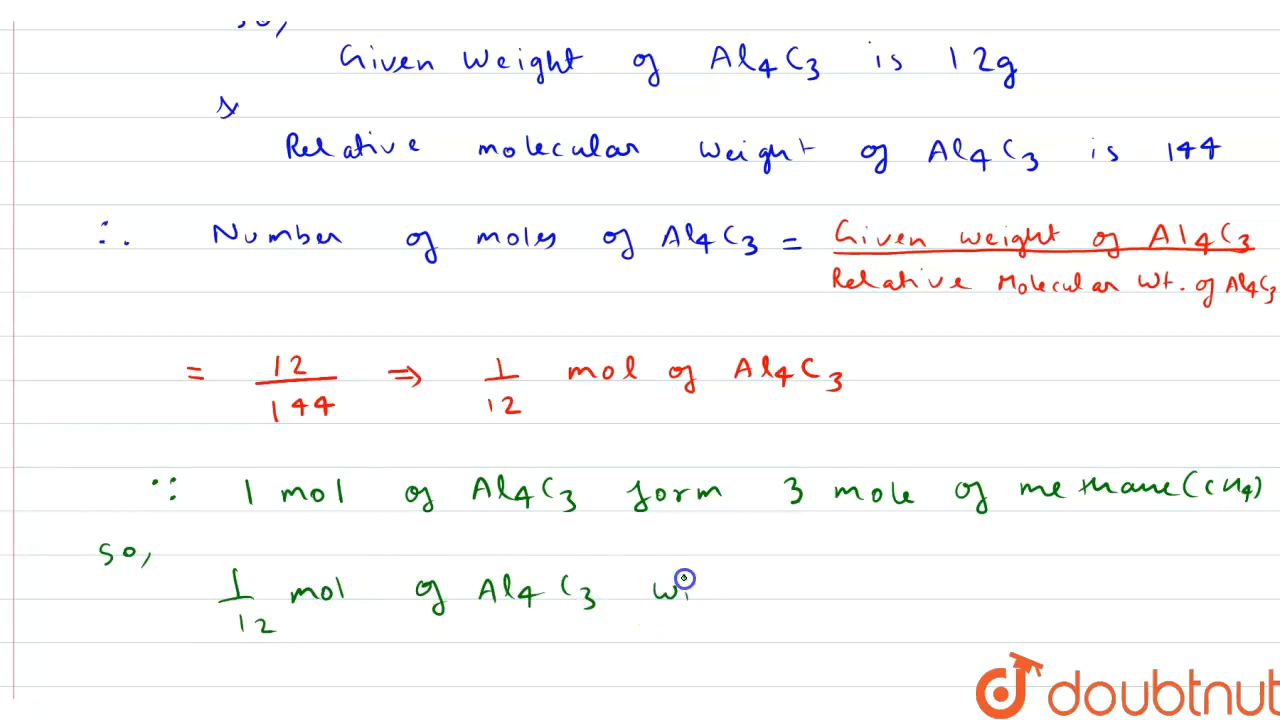 so,
Given Weight of Al4C3 is 12g
&
Relative molecular weight of Al4C3 is 144
∴ Number of moles of Al4C3 = Given weight of Al4C3
Relative Molecular Wt. of Al4C3
= 12/144 ⇒ 1/12 mol of Al4C3
∵ 1 mol of Al4C3 form 3 mole of methane (CH4)
so,
1/12 mol of Al4C3 wi
doubtnut